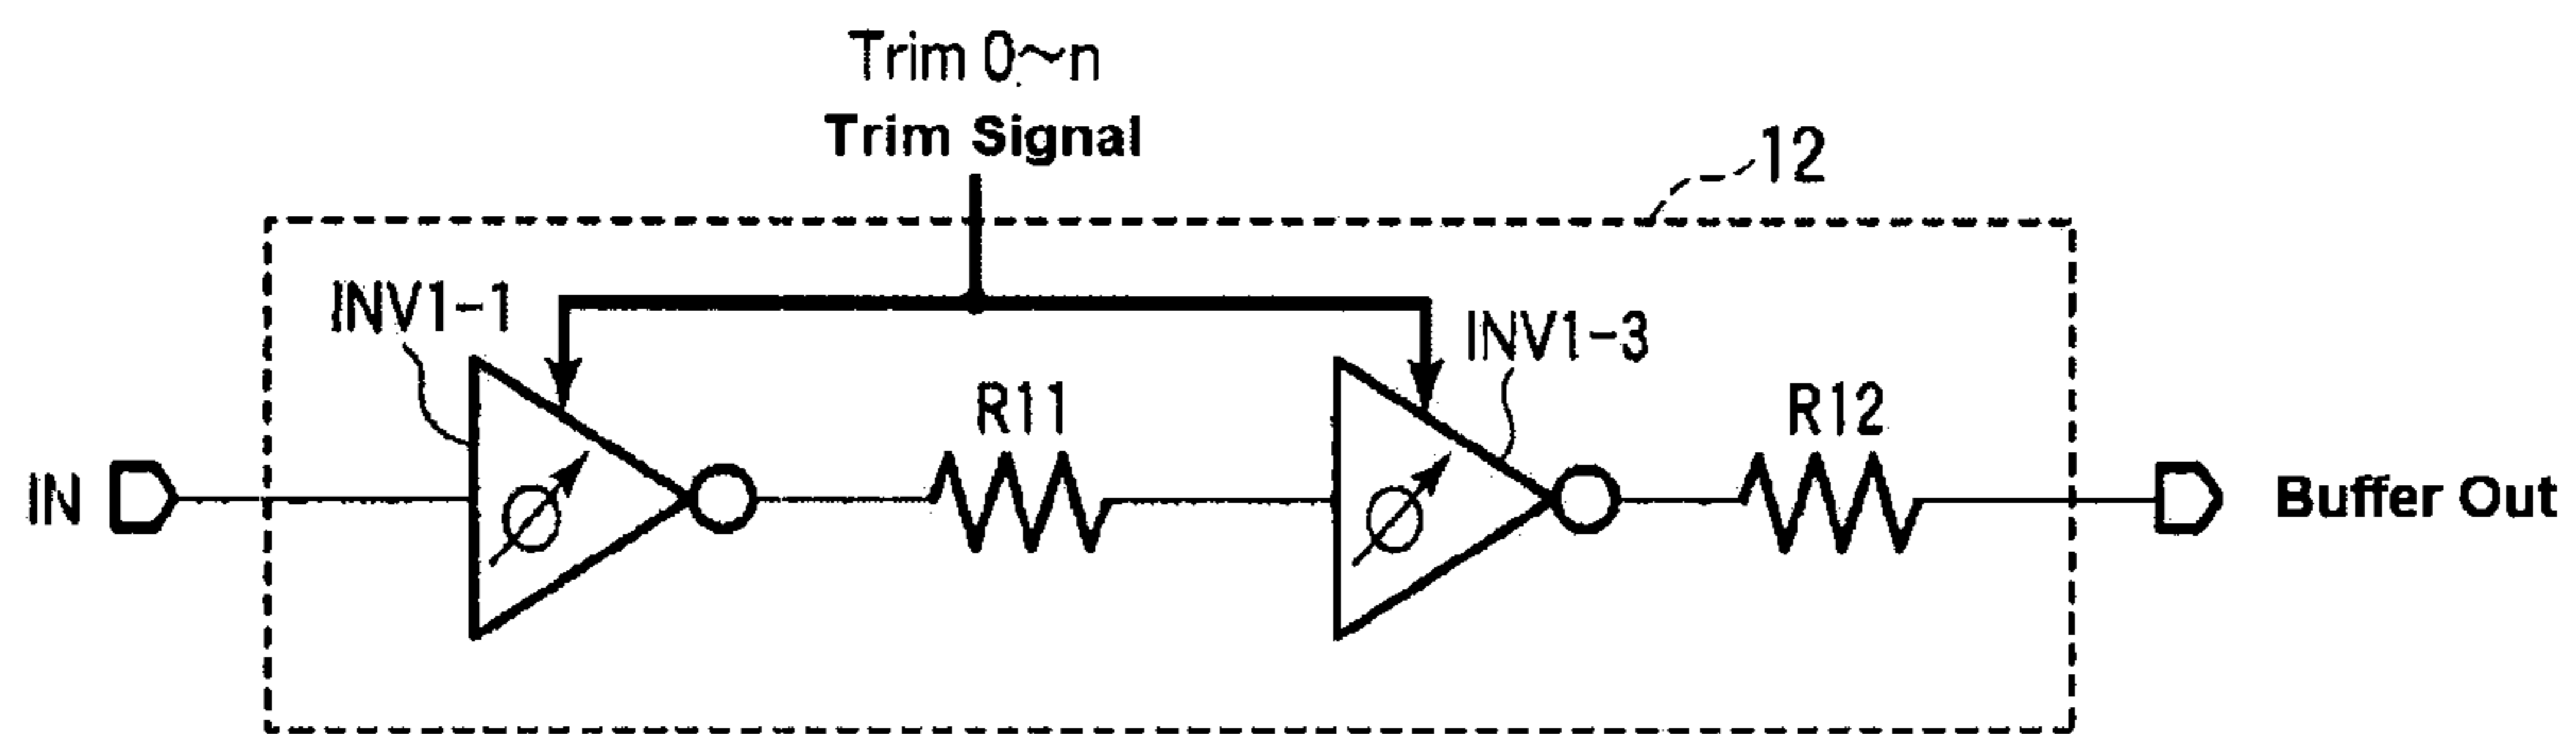 Trim 0~n
Trim Signal
12
INV1-1
INV1-3
R11
R12
IN
Buffer Out